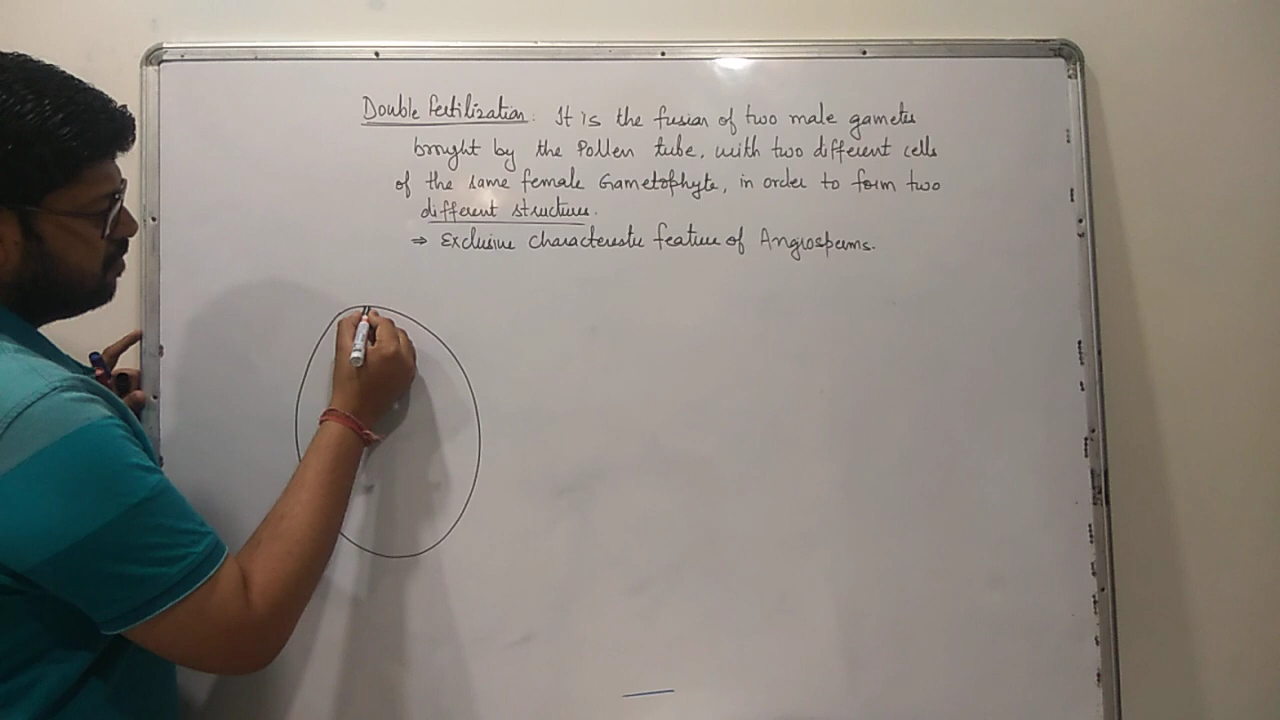 Double Fertilization: It is the fusion of two male gametes
brought by the Pollen tube, with two different cells
of the same female Gametophyte, in order to form two
different structures.
⇒ Exclusive characteristic feature of Angiosperms.